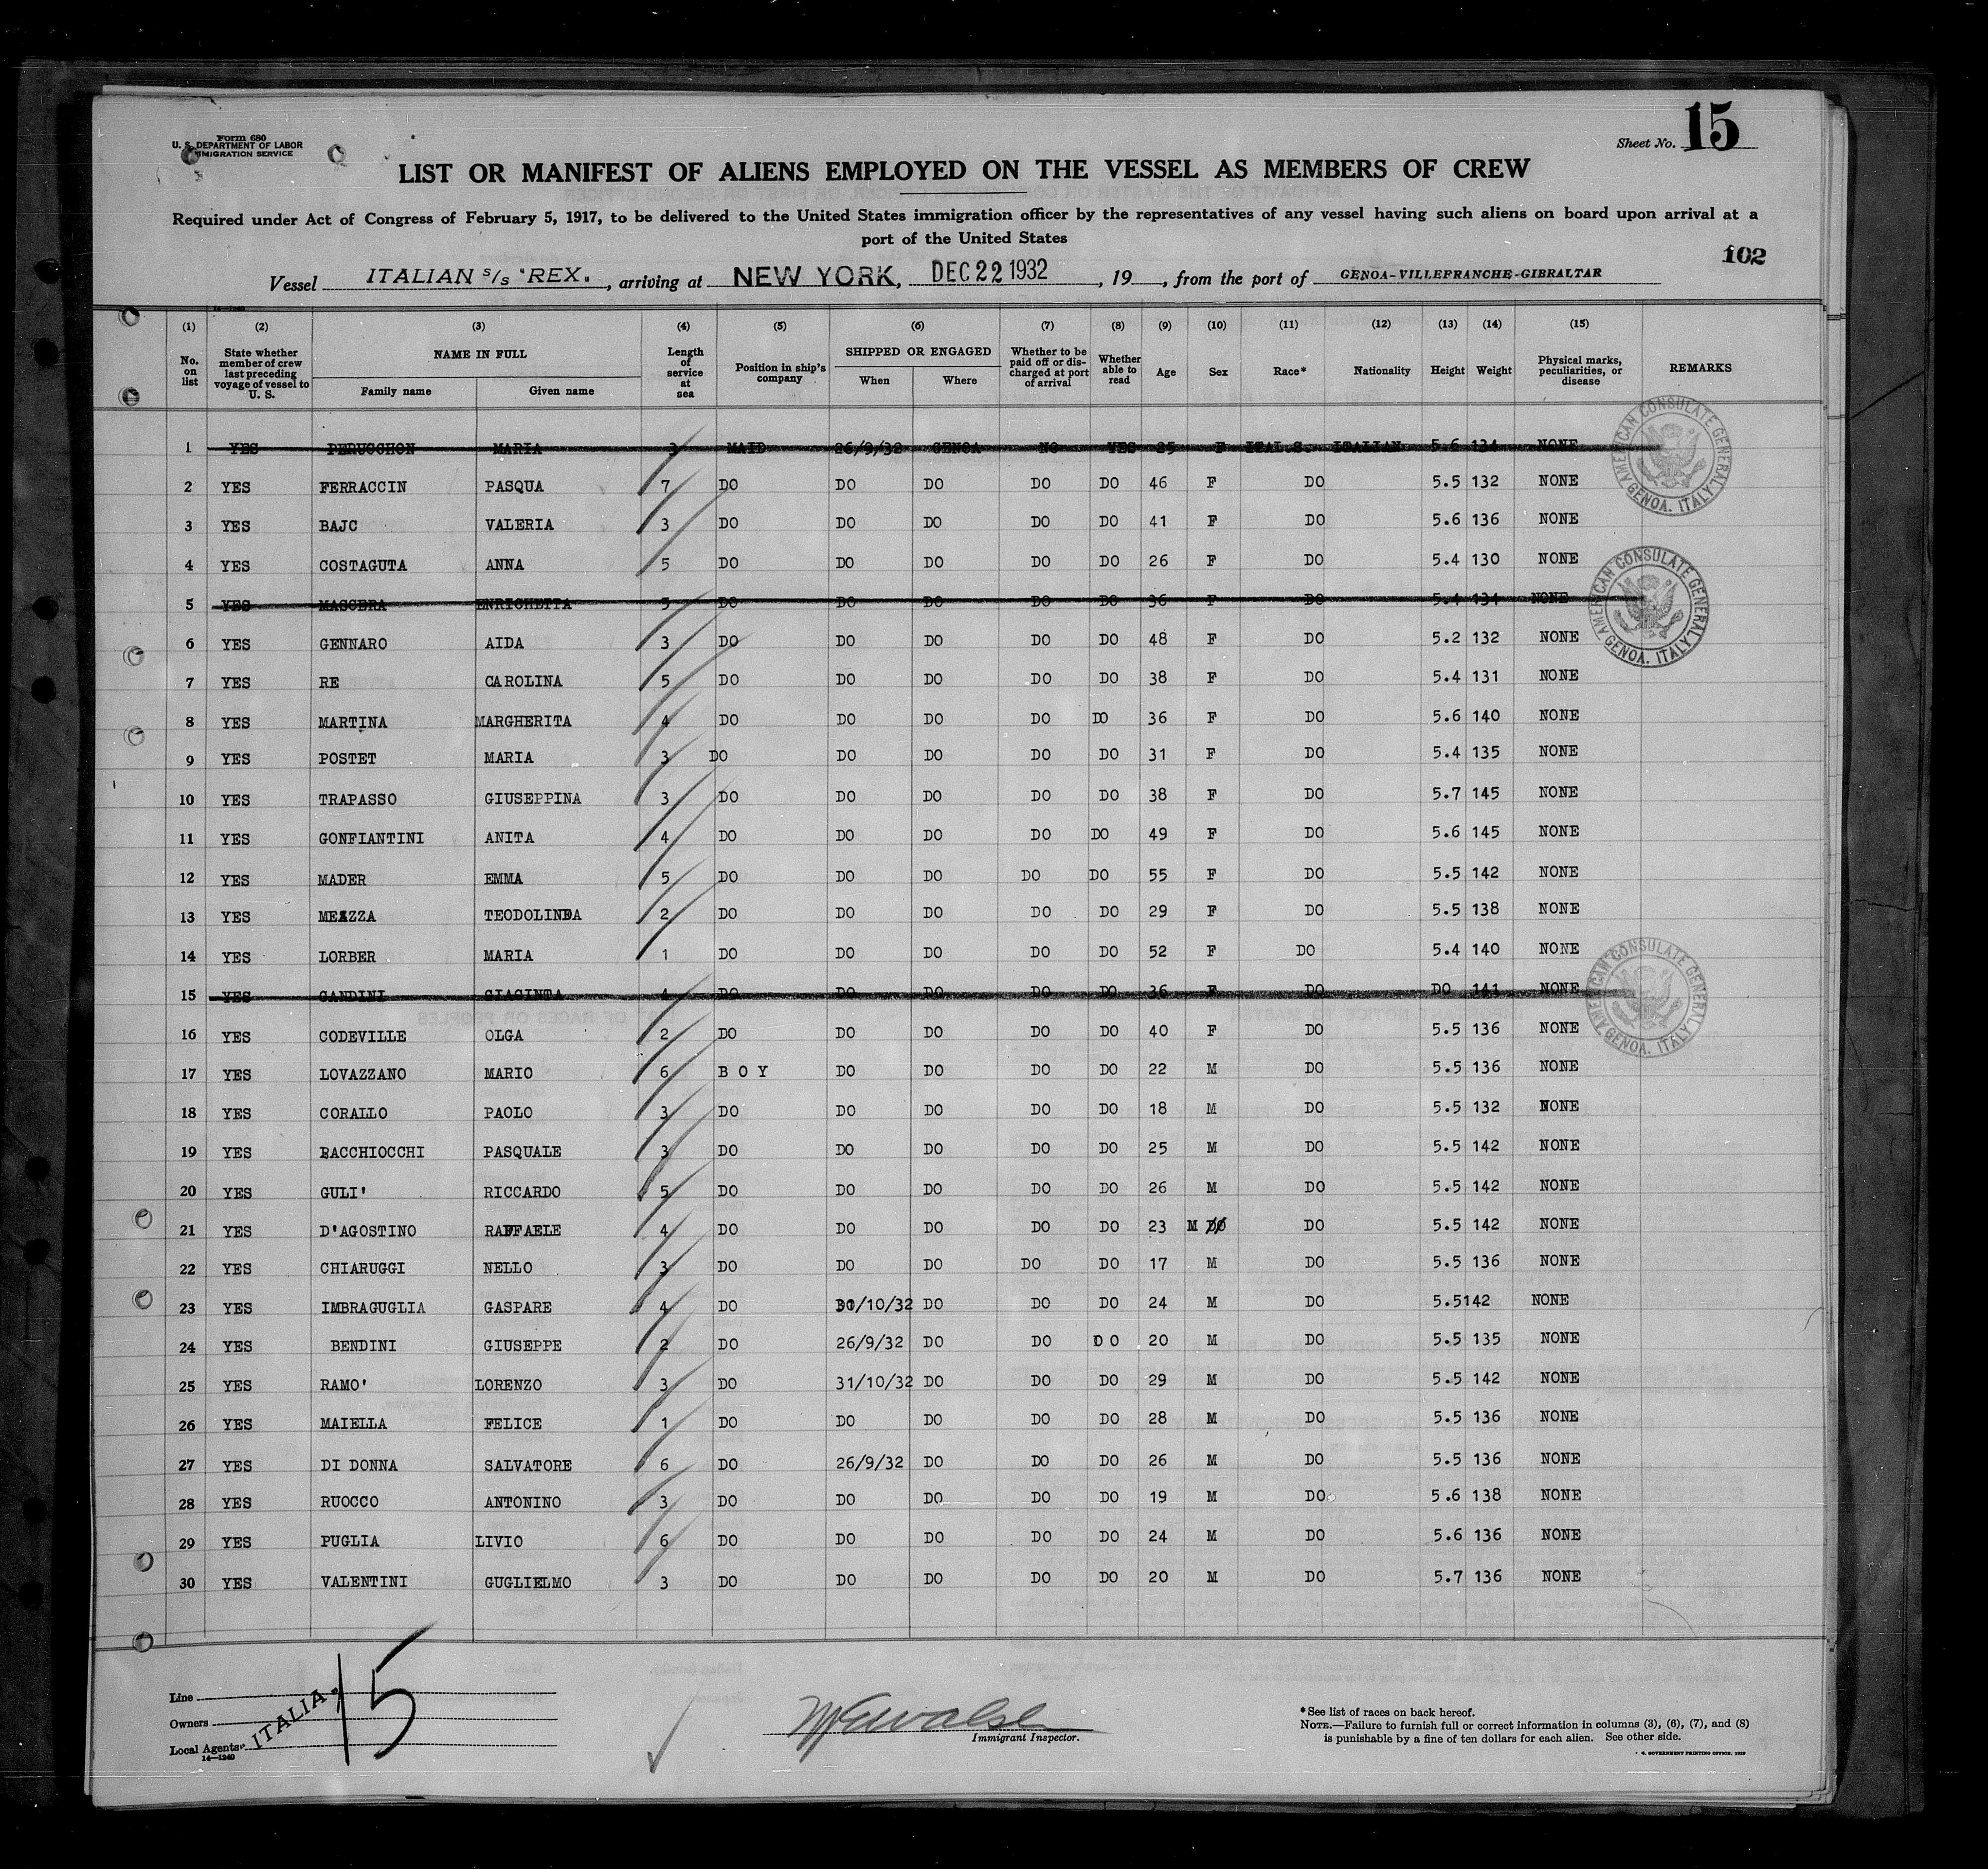 Form 680
U. S. DEPARTMENT OF LABOR
IMMIGRATION SERVICE
Sheet No. 15
LIST OR MANIFEST OF ALIENS EMPLOYED ON THE VESSEL AS MEMBERS OF CREW
Required under Act of Congress of February 5, 1917, to be delivered to the United States immigration officer by the representatives of any vessel having such aliens on board upon arrival at a
port of the United States
102
Vessel ITALIAN S/S "REX. , arriving at NEW YORK, DEC 22 1932 , 19 , from the port of GENOA-VILLEFRANCHE-GIBRALTAR
(1) (2) (3) (4) (5) (6) (7) (8) (9) (10) (11) (12) (13) (14) (15)
No. on list State whether member of crew last preceding voyage of vessel to U. S. NAME IN FULL Family name Given name Length of service at sea Position in ship's company SHIPPED OR ENGAGED When Where Whether to be paid off or discharged at port of arrival Whether able to read Age Sex Race* Nationality Height Weight Physical marks, peculiarities, or disease REMARKS
1 YES PERUCCHON MARIA 3 MAID 26/9/32 GENOA NO YES 25 F ITAL.S. ITALIAN 5.6 134 NONE
2 YES FERRACCIN PASQUA 7 DO DO DO DO DO 46 F DO 5.5 132 NONE
3 YES BAJC VALERIA 3 DO DO DO DO DO 41 F DO 5.6 136 NONE
4 YES COSTAGUTA ANNA 5 DO DO DO DO DO 26 F DO 5.4 130 NONE
5 YES MASCERA ENRICHETTA 5 DO DO DO DO DO 36 F DO 5.4 134 NONE
6 YES GENNARO AIDA 3 DO DO DO DO DO 48 F DO 5.2 132 NONE
7 YES RE CAROLINA 5 DO DO DO DO DO 38 F DO 5.4 131 NONE
8 YES MARTINA MARGHERITA 4 DO DO DO DO DO 36 F DO 5.6 140 NONE
9 YES POSTET MARIA 3 DO DO DO DO DO 31 F DO 5.4 135 NONE
10 YES TRAPASSO GIUSEPPINA 3 DO DO DO DO DO 38 F DO 5.7 145 NONE
11 YES GONFIANTINI ANITA 4 DO DO DO DO DO 49 F DO 5.6 145 NONE
12 YES MADER EMMA 5 DO DO DO DO DO 55 F DO 5.5 142 NONE
13 YES MEAZZA TEODOLINDA 2 DO DO DO DO DO 29 F DO 5.5 138 NONE
14 YES LORBER MARIA 1 DO DO DO DO DO 52 F DO 5.4 140 NONE
15 YES CANDINI GIACINTA 4 DO DO DO DO DO 36 F DO DO 141 NONE
16 YES CODEVILLE OLGA 2 DO DO DO DO DO 40 F DO 5.5 136 NONE
17 YES LOVAZZANO MARIO 6 B O Y DO DO DO DO 22 M DO 5.5 136 NONE
18 YES CORALLO PAOLO 3 DO DO DO DO DO 18 M DO 5.5 132 NONE
19 YES BACCHIOCCHI PASQUALE 3 DO DO DO DO DO 25 M DO 5.5 142 NONE
20 YES GULI' RICCARDO 5 DO DO DO DO DO 26 M DO 5.5 142 NONE
21 YES D'AGOSTINO RAFFAELE 4 DO DO DO DO DO 23 M DO DO 5.5 142 NONE
22 YES CHIARUGGI NELLO 3 DO DO DO DO DO 17 M DO 5.5 136 NONE
23 YES IMBRAGUGLIA GASPARE 4 DO 30/10/32 DO DO DO 24 M DO 5.5 142 NONE
24 YES BENDINI GIUSEPPE 2 DO 26/9/32 DO DO D O 20 M DO 5.5 135 NONE
25 YES RAMO' LORENZO 3 DO 31/10/32 DO DO DO 29 M DO 5.5 142 NONE
26 YES MAIELLA FELICE 1 DO DO DO DO DO 28 M DO 5.5 136 NONE
27 YES DI DONNA SALVATORE 6 DO 26/9/32 DO DO DO 26 M DO 5.5 136 NONE
28 YES RUOCCO ANTONINO 3 DO DO DO DO DO 19 M DO 5.6 138 NONE
29 YES PUGLIA LIVIO 6 DO DO DO DO DO 24 M DO 5.6 136 NONE
30 YES VALENTINI GUGLIELMO 3 DO DO DO DO DO 20 M DO 5.7 136 NONE
AMERICAN CONSULATE GENERAL
GENOA. ITALY
AMERICAN CONSULATE GENERAL
GENOA. ITALY
AMERICAN CONSULATE GENERAL
GENOA. ITALY
Line
Owners
Local Agents
ITALIA.
15
14—1240
Immigrant Inspector.
* See list of races on back hereof.
NOTE.—Failure to furnish full or correct information in columns (3), (6), (7), and (8)
is punishable by a fine of ten dollars for each alien. See other side.
GOVERNMENT PRINTING OFFICE